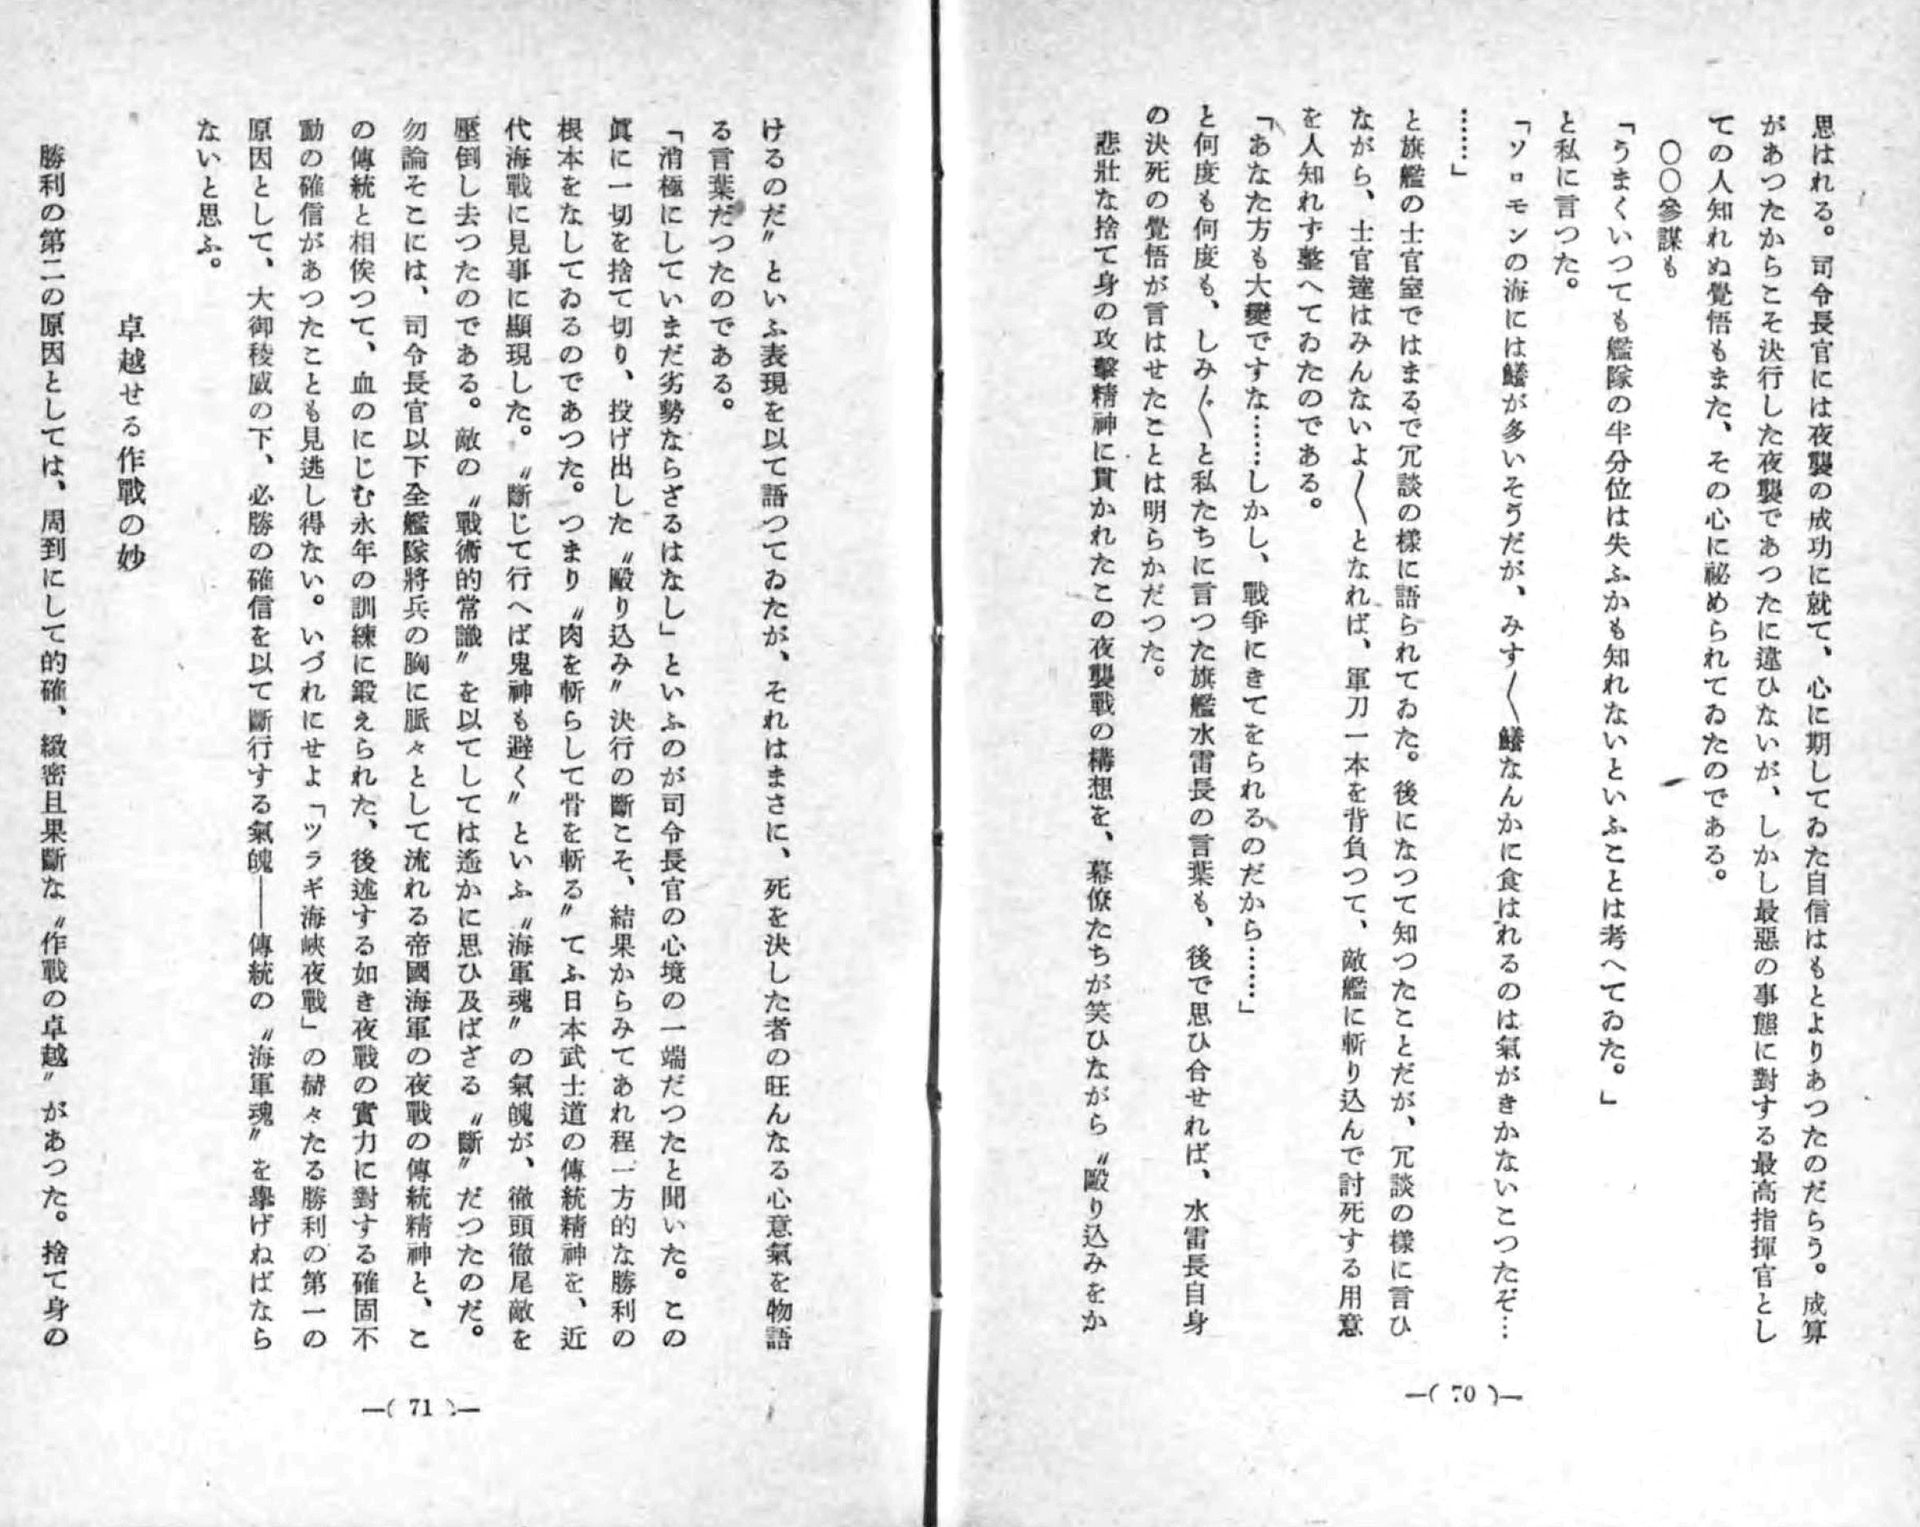 思はれる。司令長官には夜襲の成功に就て、心に期してゐた自信はもとよりあつたのだらう。成算
があつたからこそ決行した夜襲であつたに違ひないが、しかし最惡の事態に對する最高指揮官とし
ての人知れぬ覺悟もまた、その心に祕められてゐたのである。
〇〇參謀も
「うまくいつても艦隊の半分位は失ふかも知れないといふことは考へてゐた。」
と私に言つた。
「ソロモンの海には鱶が多いそうだが、みす〳〵鱶なんかに食はれるのは氣がきかないこつたぞ…
……」
と旗艦の士官室ではまるで冗談の樣に語られてゐた。後になつて知つたことだが、冗談の樣に言ひ
ながら、士官達はみんないよ〳〵となれば、軍刀一本を背負つて、敵艦に斬り込んで討死する用意
を人知れず整へてゐたのである。
「あなた方も大變ですな……しかし、戰爭にきてをられるのだから……」
と何度も何度も、しみ〴〵と私たちに言つた旗艦水雷長の言葉も、後で思ひ合せれば、水雷長自身
の決死の覺悟が言はせたことは明らかだつた。
悲壯な捨て身の攻擊精神に貫かれたこの夜襲戰の構想を、幕僚たちが笑ひながら〝毆り込みをか
―( 70 )―
けるのだ〟といふ表現を以て語つてゐたが、それはまさに、死を決した者の旺んなる心意氣を物語
る言葉だつたのである。
「消極にしていまだ劣勢ならざるはなし」といふのが司令長官の心境の一端だつたと聞いた。この
眞に一切を捨て切り、投げ出した〝毆り込み〟決行の斷こそ、結果からみてあれ程一方的な勝利の
根本をなしてゐるのであつた。つまり〝肉を斬らして骨を斬る〟てふ日本武士道の傳統精神を、近
代海戰に見事に顯現した。〝斷じて行へば鬼神も避く〟といふ〝海軍魂〟の氣魄が、徹頭徹尾敵を
壓倒し去つたのである。敵の〝戰術的常識〟を以てしては遙かに思ひ及ばざる〝斷〟だつたのだ。
勿論そこには、司令長官以下全艦隊將兵の胸に脈々として流れる帝國海軍の夜戰の傳統精神と、こ
の傳統と相俟つて、血のにじむ永年の訓練に鍛えられた、後述する如き夜戰の實力に對する確固不
動の確信があつたことも見逃し得ない。いづれにせよ「ツラギ海峽夜戰」の赫々たる勝利の第一の
原因として、大御稜威の下、必勝の確信を以て斷行する氣魄――傳統の〝海軍魂〟を擧げねばなら
ないと思ふ。
卓越せる作戰の妙
勝利の第二の原因としては、周到にして的確、緻密且果斷な〝作戰の卓越〟があつた。捨て身の
―( 71 )―